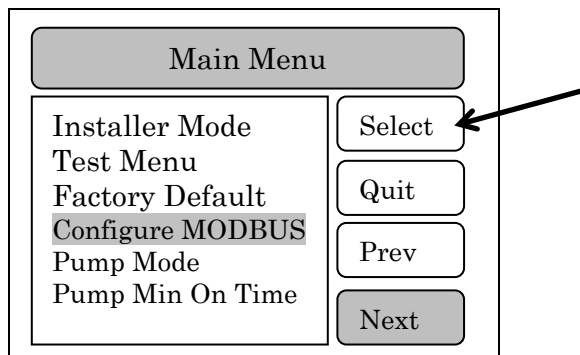 Main Menu
Installer Mode
Test Menu
Factory Default
Configure MODBUS
Pump Mode
Pump Min On Time
Select
Quit
Prev
Next